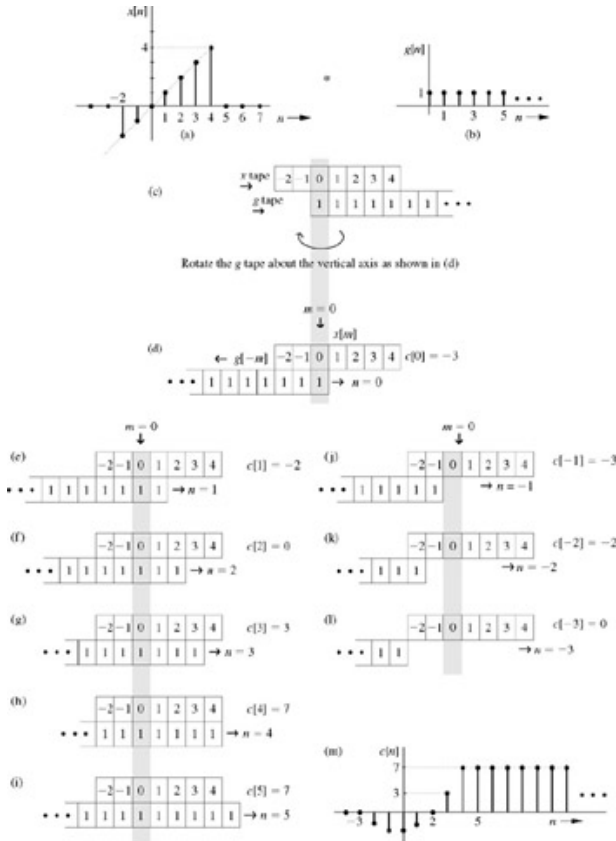 x[n]
4
−2
1 2 3 4 5 6 7 n
(a)
*
g[n]
1
1 3 5 n
(b)
(c)
x tape
−2 −1 0 1 2 3 4
g tape
1 1 1 1 1 1 1
Rotate the g tape about the vertical axis as shown in (d)
m = 0
x[m]
(d)
← g[−m]
−2 −1 0 1 2 3 4 c[0] = −3
1 1 1 1 1 1 1 → n = 0
m = 0
(e)
−2 −1 0 1 2 3 4 c[1] = −2
1 1 1 1 1 1 1 1 → n = 1
(f)
−2 −1 0 1 2 3 4 c[2] = 0
1 1 1 1 1 1 1 → n = 2
(g)
−2 −1 0 1 2 3 4 c[3] = 3
1 1 1 1 1 1 1 → n = 3
(h)
−2 −1 0 1 2 3 4 c[4] = 7
1 1 1 1 1 1 1 → n = 4
(i)
−2 −1 0 1 2 3 4 c[5] = 7
1 1 1 1 1 1 1 1 1 → n = 5
m = 0
(j)
−2 −1 0 1 2 3 4 c[−1] = −3
1 1 1 1 1 → n = −1
(k)
−2 −1 0 1 2 3 4 c[−2] = −2
1 1 1 → n = −2
(l)
−2 −1 0 1 2 3 4 c[−3] = 0
1 1 → n = −3
(m)
c[n]
7
3
−3 2 5 n